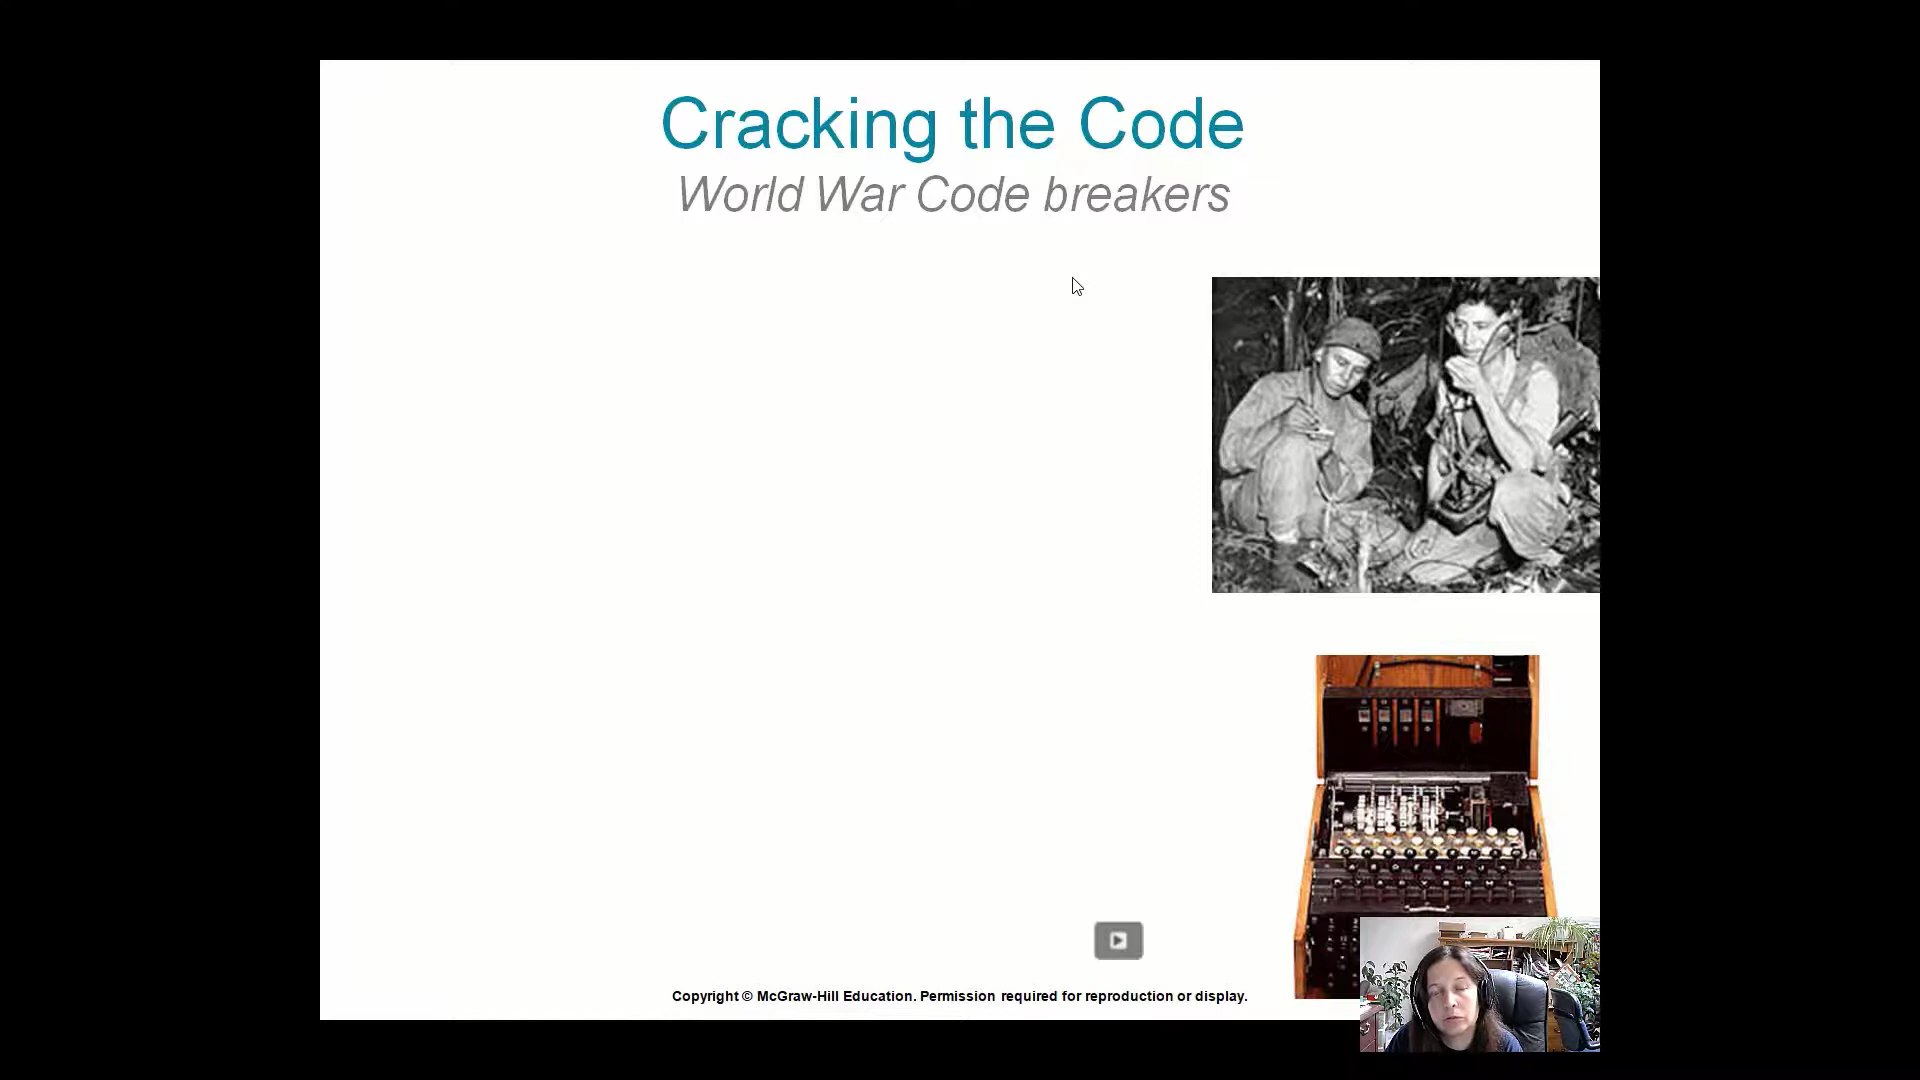 Cracking the Code
World War Code breakers
Copyright © McGraw-Hill Education. Permission required for reproduction or display.